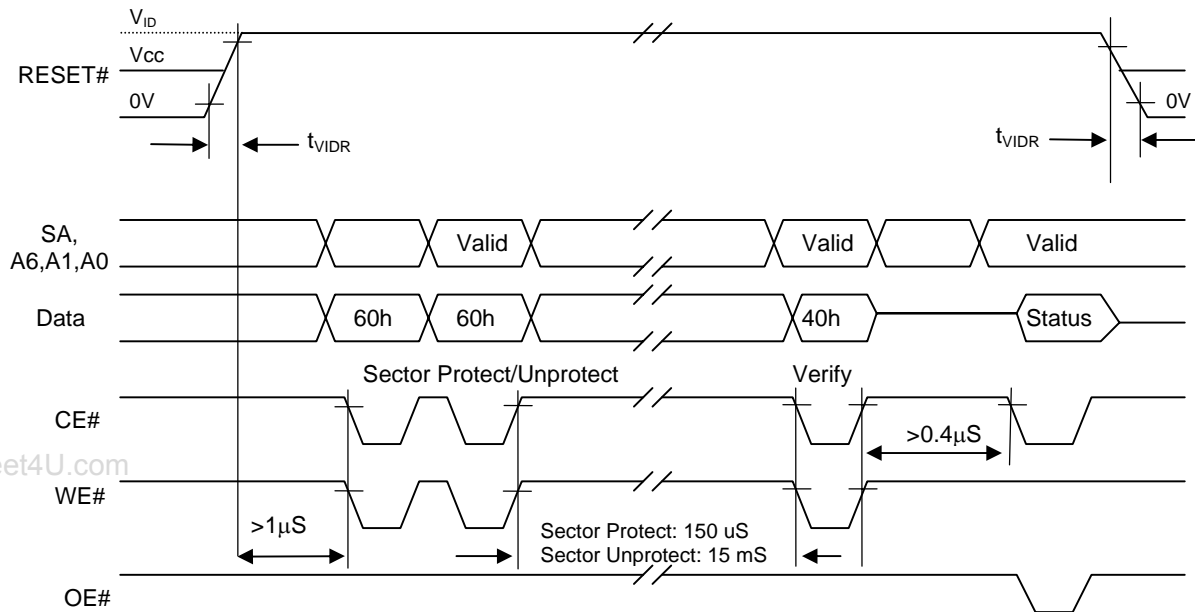 VID
Vcc
RESET#
0V
0V
tVIDR
tVIDR
SA,
A6,A1,A0
Valid
Valid
Valid
Data
60h
60h
40h
Status
Sector Protect/Unprotect
Verify
CE#
>0.4μS
eet4U.com
WE#
>1μS
Sector Protect: 150 uS
Sector Unprotect: 15 mS
OE#